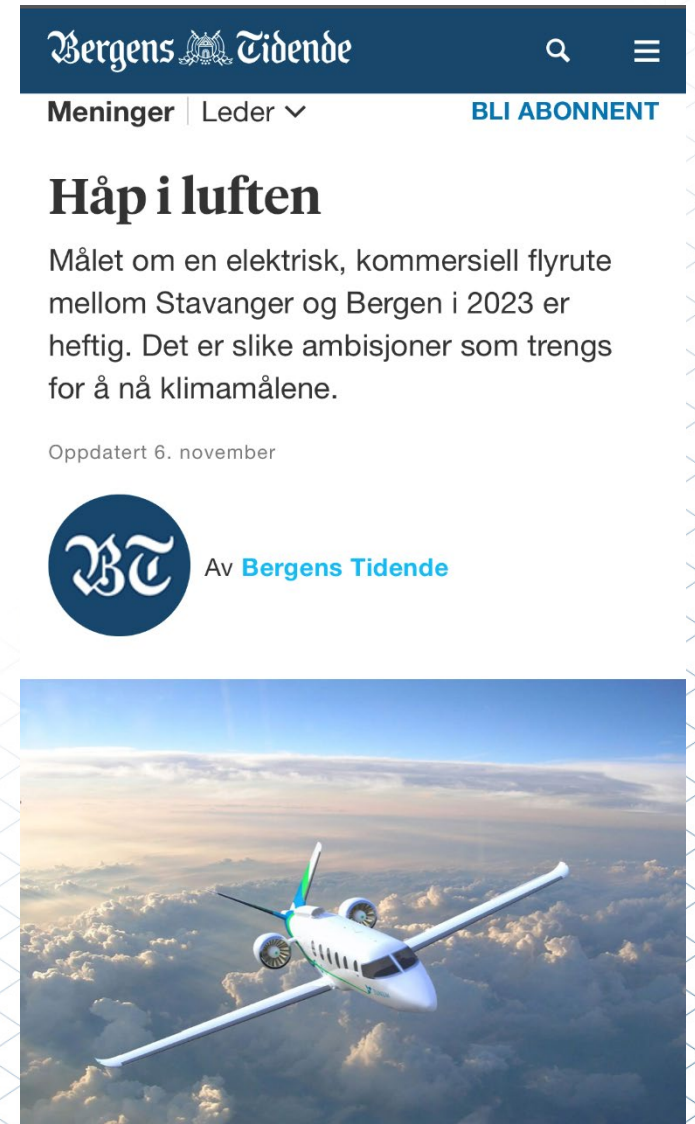 Bergens Tidende
Meninger Leder
BLI ABONNENT
Håp i luften
Målet om en elektrisk, kommersiell flyrute
mellom Stavanger og Bergen i 2023 er
heftig. Det er slike ambisjoner som trengs
for å nå klimamålene.
Oppdatert 6. november
BT
Av Bergens Tidende